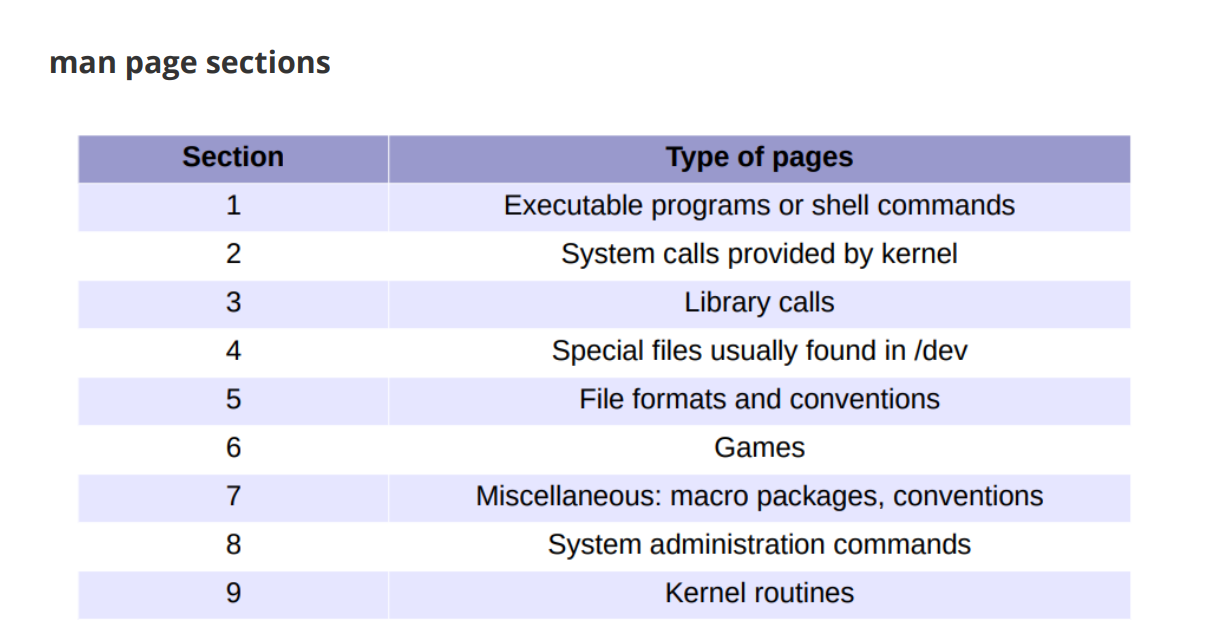 man page sections
Section Type of pages
1 Executable programs or shell commands
2 System calls provided by kernel
3 Library calls
4 Special files usually found in /dev
5 File formats and conventions
6 Games
7 Miscellaneous: macro packages, conventions
8 System administration commands
9 Kernel routines